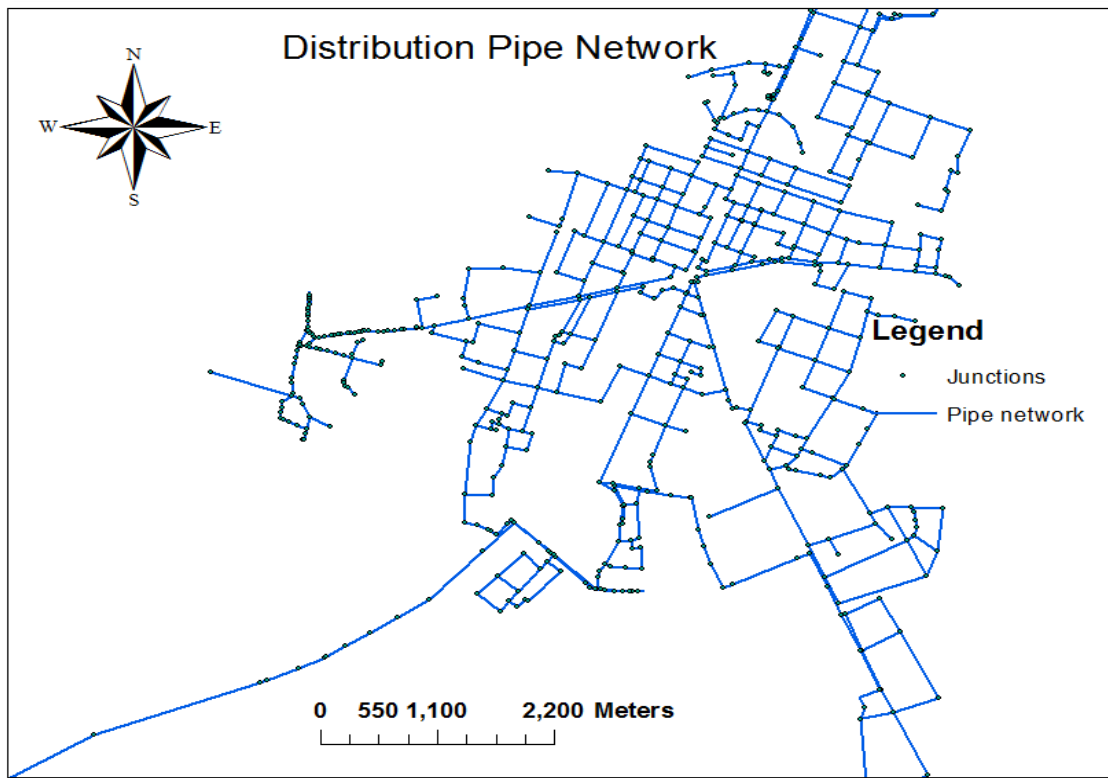 Distribution Pipe Network
N
W E
S
Legend
Junctions
Pipe network
0 550 1,100 2,200 Meters